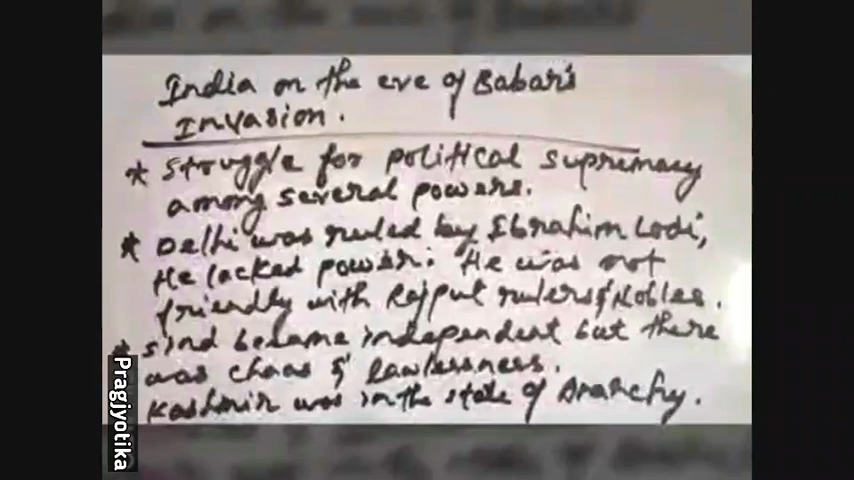 India on the eve of Babar's
Invasion.
* Struggle for political supremacy
among several powers.
* Delhi was ruled by Ibrahim Lodi,
He lacked power. He was not
friendly with Rajput rulers & Nobles.
* Sind became independent but there
was chaos & lawlessness.
Kashmir was in the state of Anarchy.
Pragjyotika